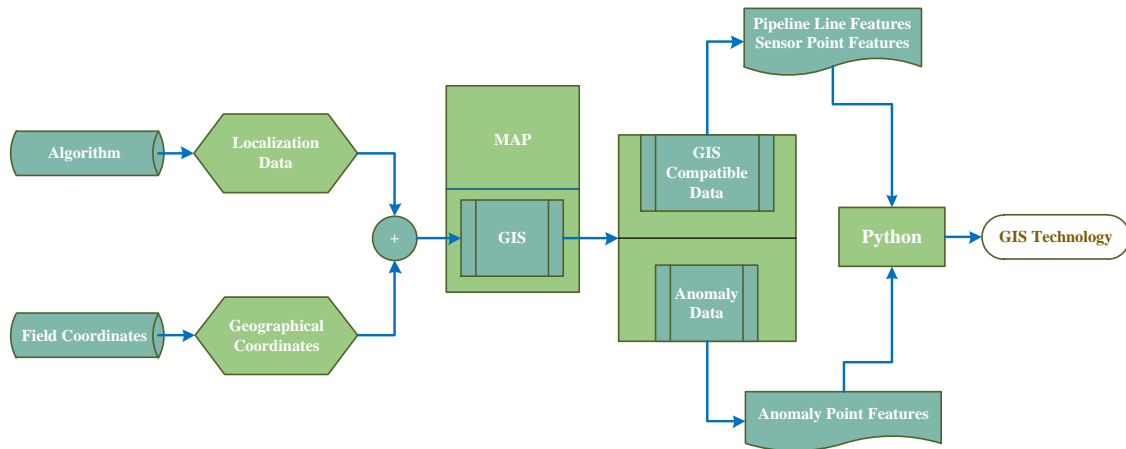 Pipeline Line Features
Sensor Point Features
Algorithm
Localization
Data
MAP
GIS
Compatible
Data
+
GIS
Python
GIS Technology
Field Coordinates
Geographical
Coordinates
Anomaly
Data
Anomaly Point Features